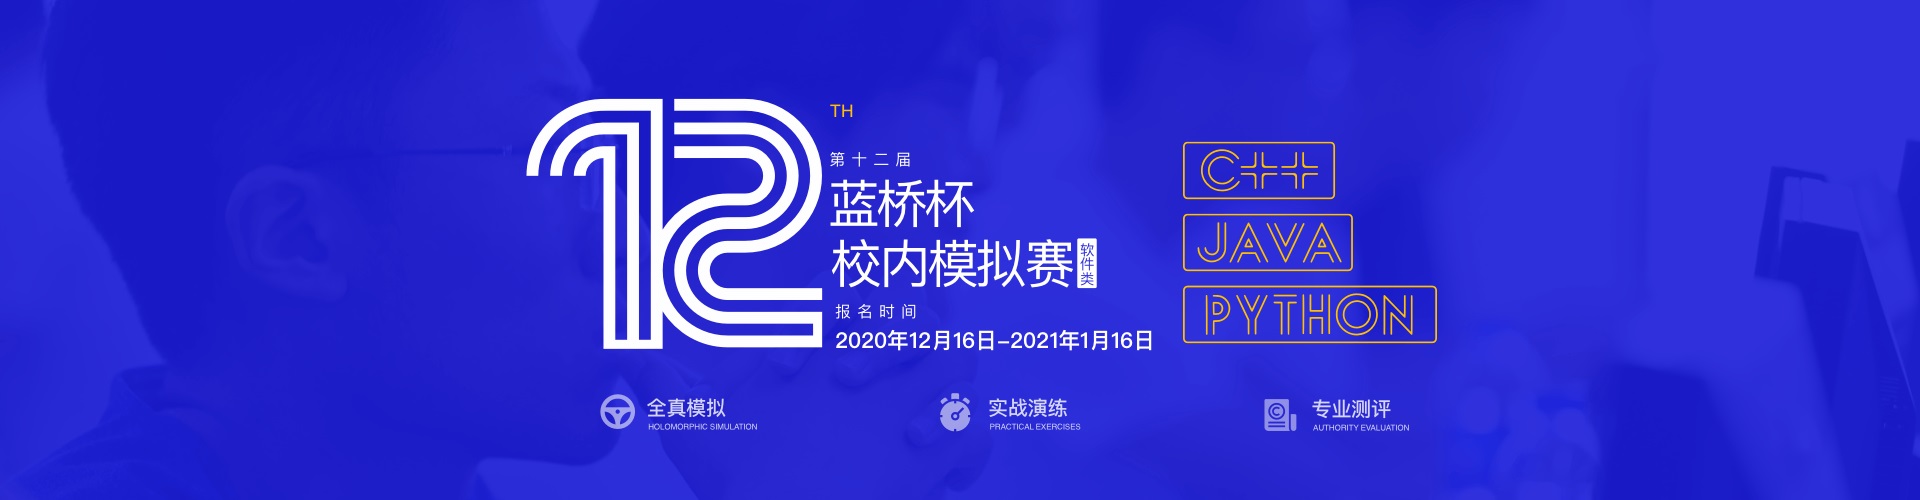 12
TH
第十二届
蓝桥杯
校内模拟赛
软件类
报名时间
2020年12月16日-2021年1月16日
C++
JAVA
PYTHON
全真模拟
HOLOMORPHIC SIMULATION
实战演练
PRACTICAL EXERCISES
专业测评
AUTHORITY EVALUATION